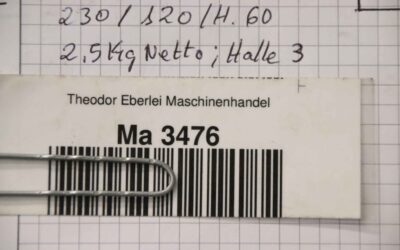 230/120/H. 60
2,5Kg Netto; Halle 3
Theodor Eberlei Maschinenhandel
Ma 3476